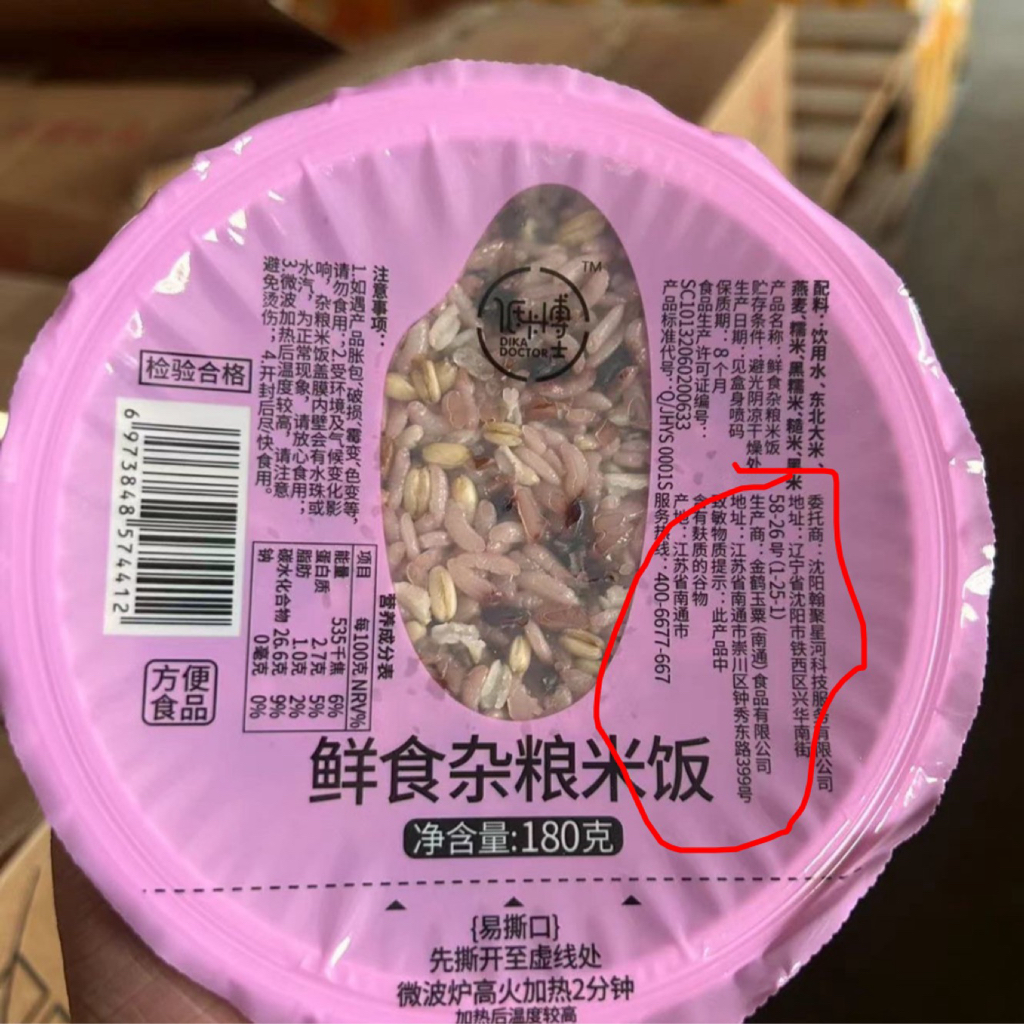 低卡博士
TM
DIKA
DOCTOR
配料：饮用水、东北大米、
燕麦、糯米、黑糯米、糙米、黑米
产品名称：鲜食杂粮米饭
贮存条件：避光阴凉干燥处
生产日期：见盒身喷码
保质期：8个月
食品生产许可证编号：
SC10132060200633
产品标准代号：Q/JHYS 0001S
委托商：沈阳翰聚星河科技服务有限公司
地址：辽宁省沈阳市铁西区兴华南街
58-26号(1-25-1)
生产商：金鹤玉粟(南通)食品有限公司
地址：江苏省南通市崇川区钟秀东路399号
致敏物质提示：此产品中
含有麸质的谷物
产地：江苏省南通市
服务热线：400-6677-667
注意事项：
1.如遇产品胀包、破损、霉变、色变等，
请勿食用；2.受环境及气候变化影
响，杂粮米饭盖膜内壁会有水珠或
水汽，为正常现象，请放心食用；
3.微波加热后温度较高，请注意
避免烫伤；4.开封后尽快食用。
营养成分表
项目 每100克 NRV%
能量 535千焦 6%
蛋白质 2.7克 5%
脂肪 1.0克 2%
碳水化合物 26.6克 9%
钠 0毫克 0%
检验合格
6973848574412
方便
食品
鲜食杂粮米饭
净含量:180克
{易撕口}
先撕开至虚线处
微波炉高火加热2分钟
加热后温度较高